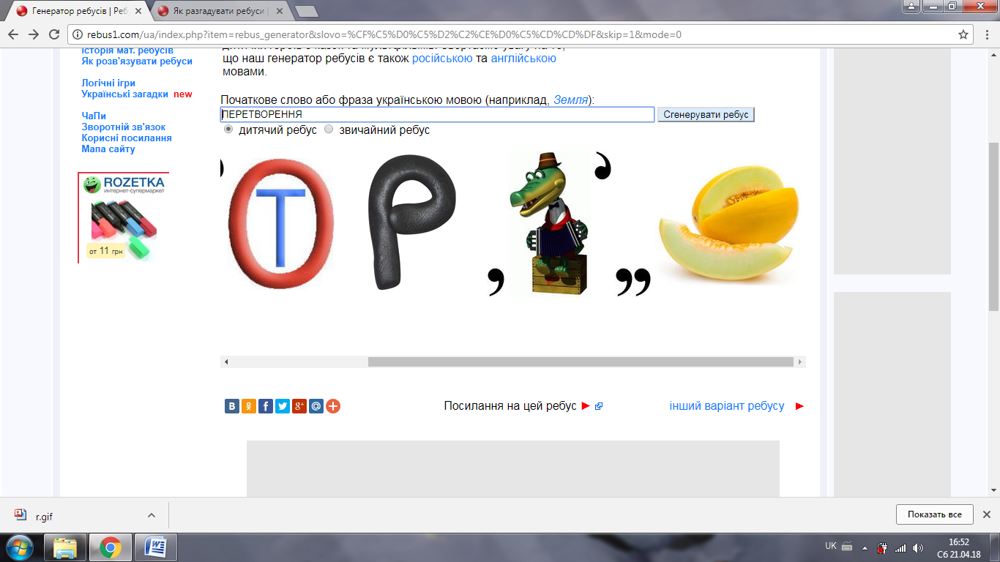 Генератор ребусів | Реб
Як разгадувати ребуси |
rebus1.com/ua/index.php?item=rebus_generator&slovo=%CF%C5%D0%C5%D2%C2%CE%D0%C5%CD%CD%DF&skip=1&mode=0
історія мат. ребусів
Як розв'язувати ребуси
Логічні ігри
Українські загадки new
ЧаПи
Зворотній зв'язок
Корисні посилання
Мапа сайту
ROZETKA
интернет-супермаркет
от 11 грн
що наш генератор ребусів є також російською та англійською
мовами.
Початкове слово або фраза українською мовою (наприклад, Земля):
ПЕРЕТВОРЕННЯ
Сгенерувати ребус
дитячий ребус звичайний ребус
, О Т Р , , ,,
Посилання на цей ребус
інший варіант ребусу
r.gif
Показать все
UK
16:52
Сб 21.04.18